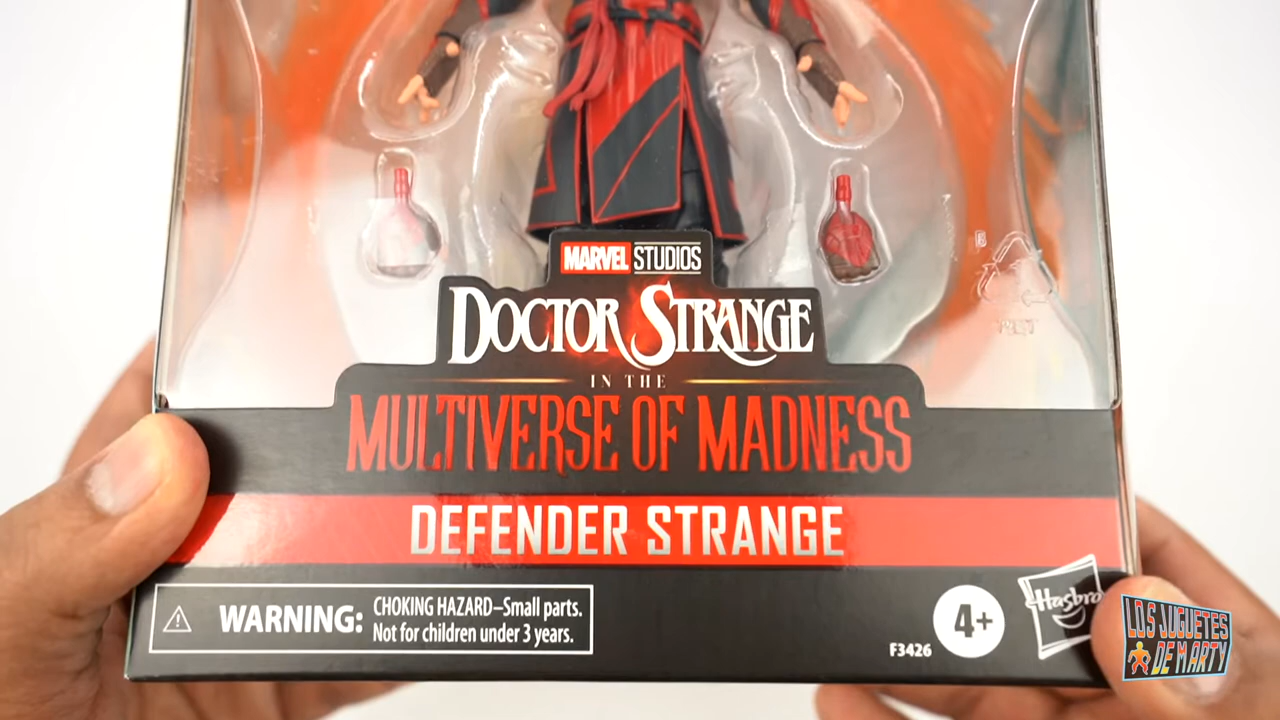 MARVEL STUDIOS
DOCTOR STRANGE
IN THE
MULTIVERSE OF MADNESS
DEFENDER STRANGE
WARNING: CHOKING HAZARD–Small parts.
Not for children under 3 years.
F3426
4+
Hasbro
LOS JUGUETES
DE MARTY